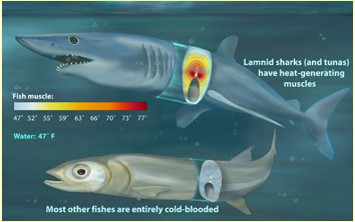 Lamnid sharks (and tunas)
have heat-generating
muscles
Fish muscle:
47° 52° 55° 59° 63° 66° 70° 73° 77°
Water: 47° F
Most other fishes are entirely cold-blooded